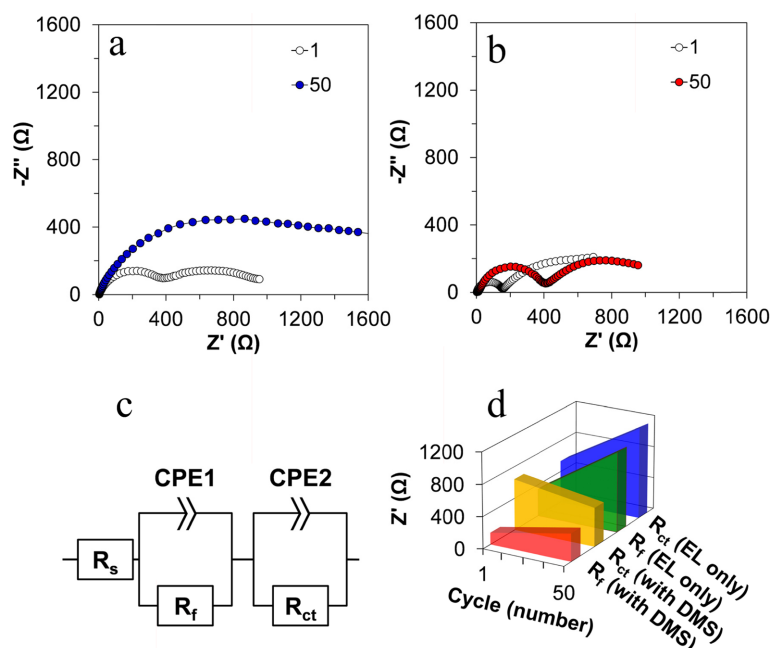 a
1
50
1600
1200
800
400
0
-Z" (Ω)
0 400 800 1200 1600
Z' (Ω)
b
1
50
1600
1200
800
400
0
-Z" (Ω)
0 400 800 1200 1600
Z' (Ω)
c
CPE1 CPE2
Rs
Rf Rct
d
1200
800
400
0
Z' (Ω)
1
50
Cycle (number)
Rct (EL only)
Rf (EL only)
Rct (with DMS)
Rf (with DMS)